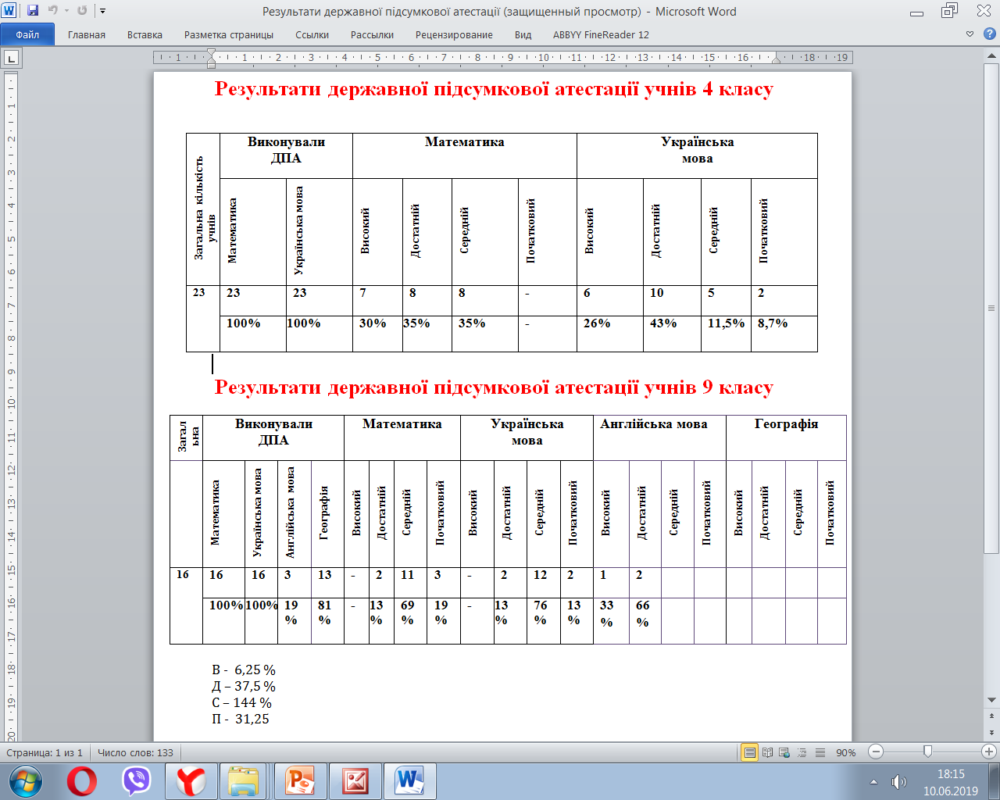 Результати державної підсумкової атестації (защищенный просмотр) - Microsoft Word
Файл Главная Вставка Разметка страницы Ссылки Рассылки Рецензирование Вид ABBYY FineReader 12
1 1 2 3 4 5 6 7 8 9 10 11 12 13 14 15 16 18 19
Результати державної підсумкової атестації учнів 4 класу
Загальна кількість учнів
Виконували ДПА
Математика
Українська мова
Математика Українська мова Високий Достатній Середній Початковий Високий Достатній Середній Початковий
23 23 23 7 8 8 - 6 10 5 2
100% 100% 30% 35% 35% - 26% 43% 11,5% 8,7%
Результати державної підсумкової атестації учнів 9 класу
Загал ьна
Виконували ДПА
Математика
Українська мова
Англійська мова
Географія
Математика Українська мова Англійська мова Географія Високий Достатній Середній Початковий Високий Достатній Середній Початковий Високий Достатній Середній Початковий Високий Достатній Середній Початковий
16 16 16 3 13 - 2 11 3 - 2 12 2 1 2
100% 100% 19 % 81 % - 13 % 69 % 19 % - 13 % 76 % 13 % 33 % 66 %
В - 6,25 %
Д – 37,5 %
С – 144 %
П - 31,25
Страница: 1 из 1 Число слов: 133 90%
18:15
10.06.2019